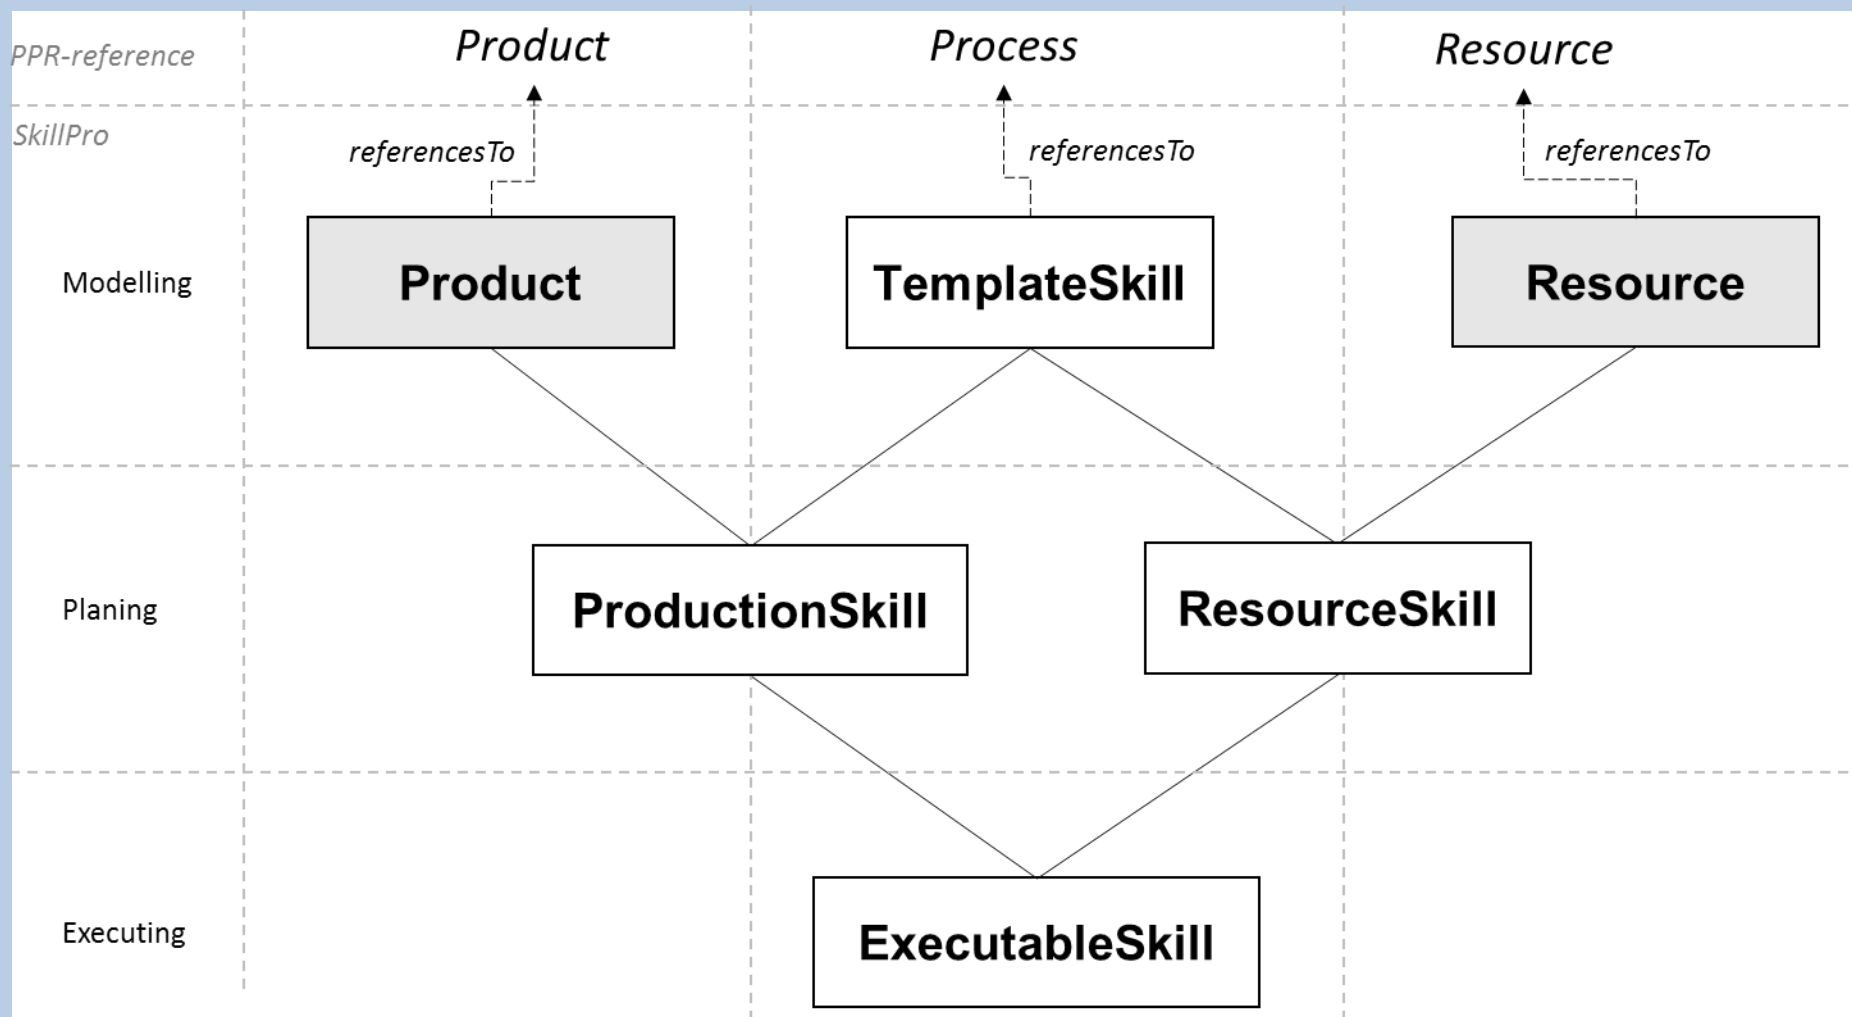 PPR-reference
Product
Process
Resource
SkillPro
referencesTo
referencesTo
referencesTo
Modelling
Product
TemplateSkill
Resource
Planing
ProductionSkill
ResourceSkill
Executing
ExecutableSkill